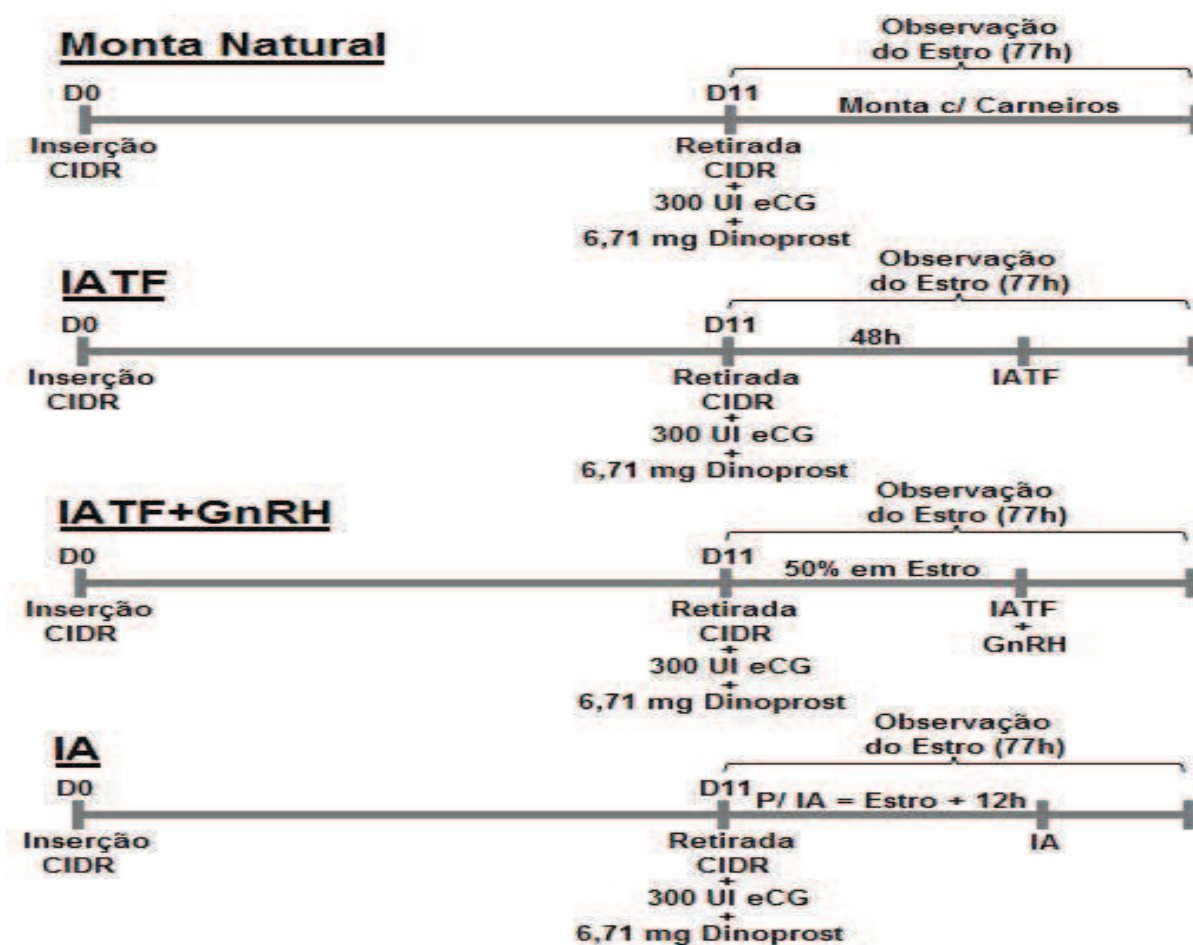 Monta Natural
Observação
do Estro (77h)
D0
D11
Monta c/ Carneiros
Inserção
CIDR
Retirada
CIDR
+
300 UI eCG
+
6,71 mg Dinoprost
IATF
Observação
do Estro (77h)
D0
D11
48h
Inserção
CIDR
Retirada
CIDR
+
300 UI eCG
+
6,71 mg Dinoprost
IATF
IATF+GnRH
Observação
do Estro (77h)
D0
D11
50% em Estro
Inserção
CIDR
Retirada
CIDR
+
300 UI eCG
+
6,71 mg Dinoprost
IATF
+
GnRH
IA
Observação
do Estro (77h)
D0
D11
P/ IA = Estro + 12h
Inserção
CIDR
Retirada
CIDR
+
300 UI eCG
+
6,71 mg Dinoprost
IA